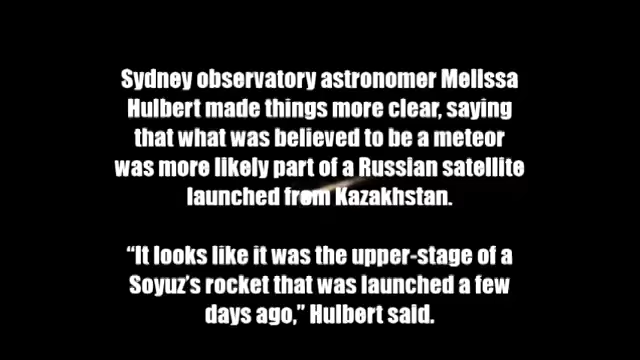 Sydney observatory astronomer Melissa
Hulbert made things more clear, saying
that what was believed to be a meteor
was more likely part of a Russian satellite
launched from Kazakhstan.
“It looks like it was the upper-stage of a
Soyuz’s rocket that was launched a few
days ago,” Hulbert said.